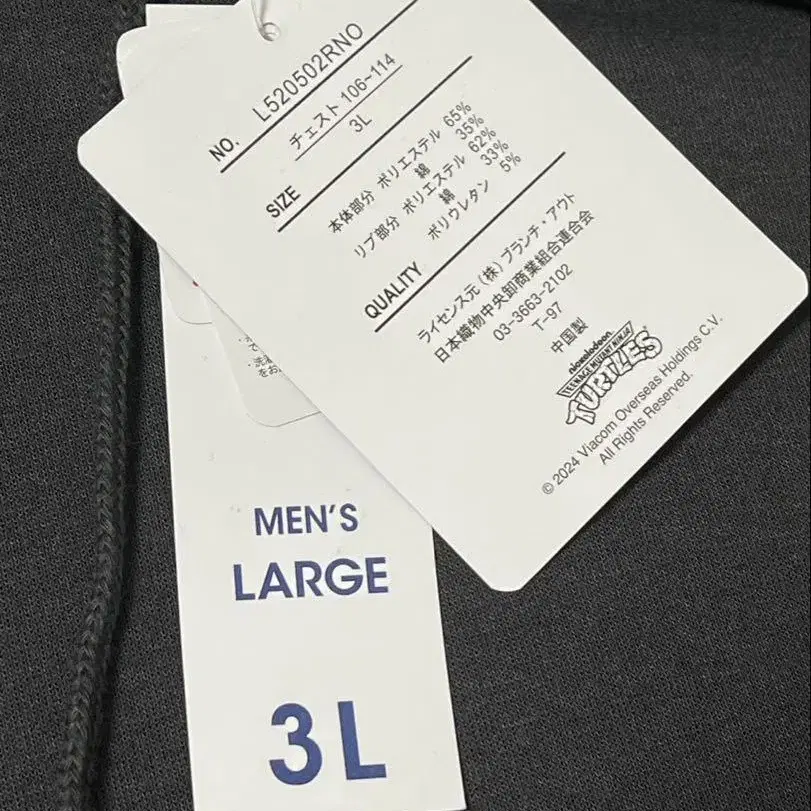 NO. L520502RNO
チェスト 106~114
3L
SIZE
本体部分 ポリエステル 65%
綿 35%
リブ部分 ポリエステル 62%
綿 33%
ポリウレタン 5%
QUALITY
ライセンス元 (株) ブランチ・アウト
日本織物中央卸商業組合連合会
03-3663-2102
T-97
中国製
nickelodeon
TEENAGE MUTANT NINJA
TURTLES
© 2024 Viacom Overseas Holdings C.V.
All Rights Reserved.
MEN'S
LARGE
3L